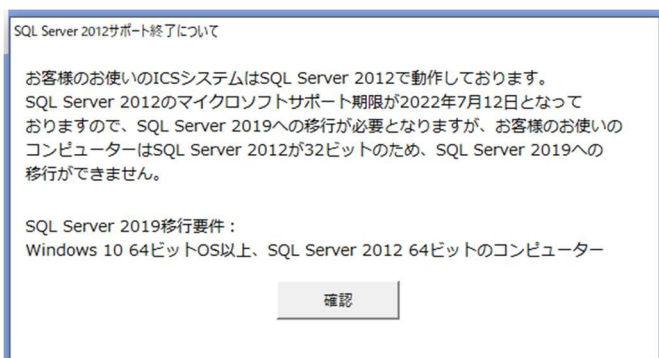 SQL Server 2012サポート終了について
お客様のお使いのICSシステムはSQL Server 2012で動作しております。
SQL Server 2012のマイクロソフトサポート期限が2022年7月12日となって
おりますので、SQL Server 2019への移行が必要となりますが、お客様のお使いの
コンピューターはSQL Server 2012が32ビットのため、SQL Server 2019への
移行ができません。
SQL Server 2019移行要件：
Windows 10 64ビットOS以上、SQL Server 2012 64ビットのコンピューター
確認